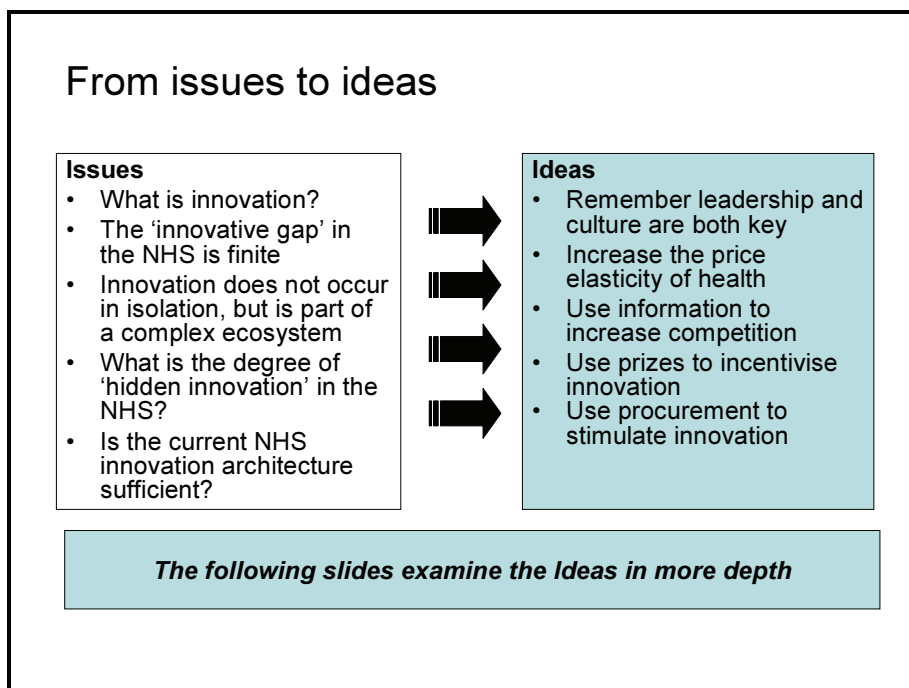 From issues to ideas
Issues
• What is innovation?
• The ‘innovative gap’ in
the NHS is finite
• Innovation does not occur
in isolation, but is part of
a complex ecosystem
• What is the degree of
‘hidden innovation’ in the
NHS?
• Is the current NHS
innovation architecture
sufficient?
Ideas
• Remember leadership and
culture are both key
• Increase the price
elasticity of health
• Use information to
increase competition
• Use prizes to incentivise
innovation
• Use procurement to
stimulate innovation
The following slides examine the Ideas in more depth